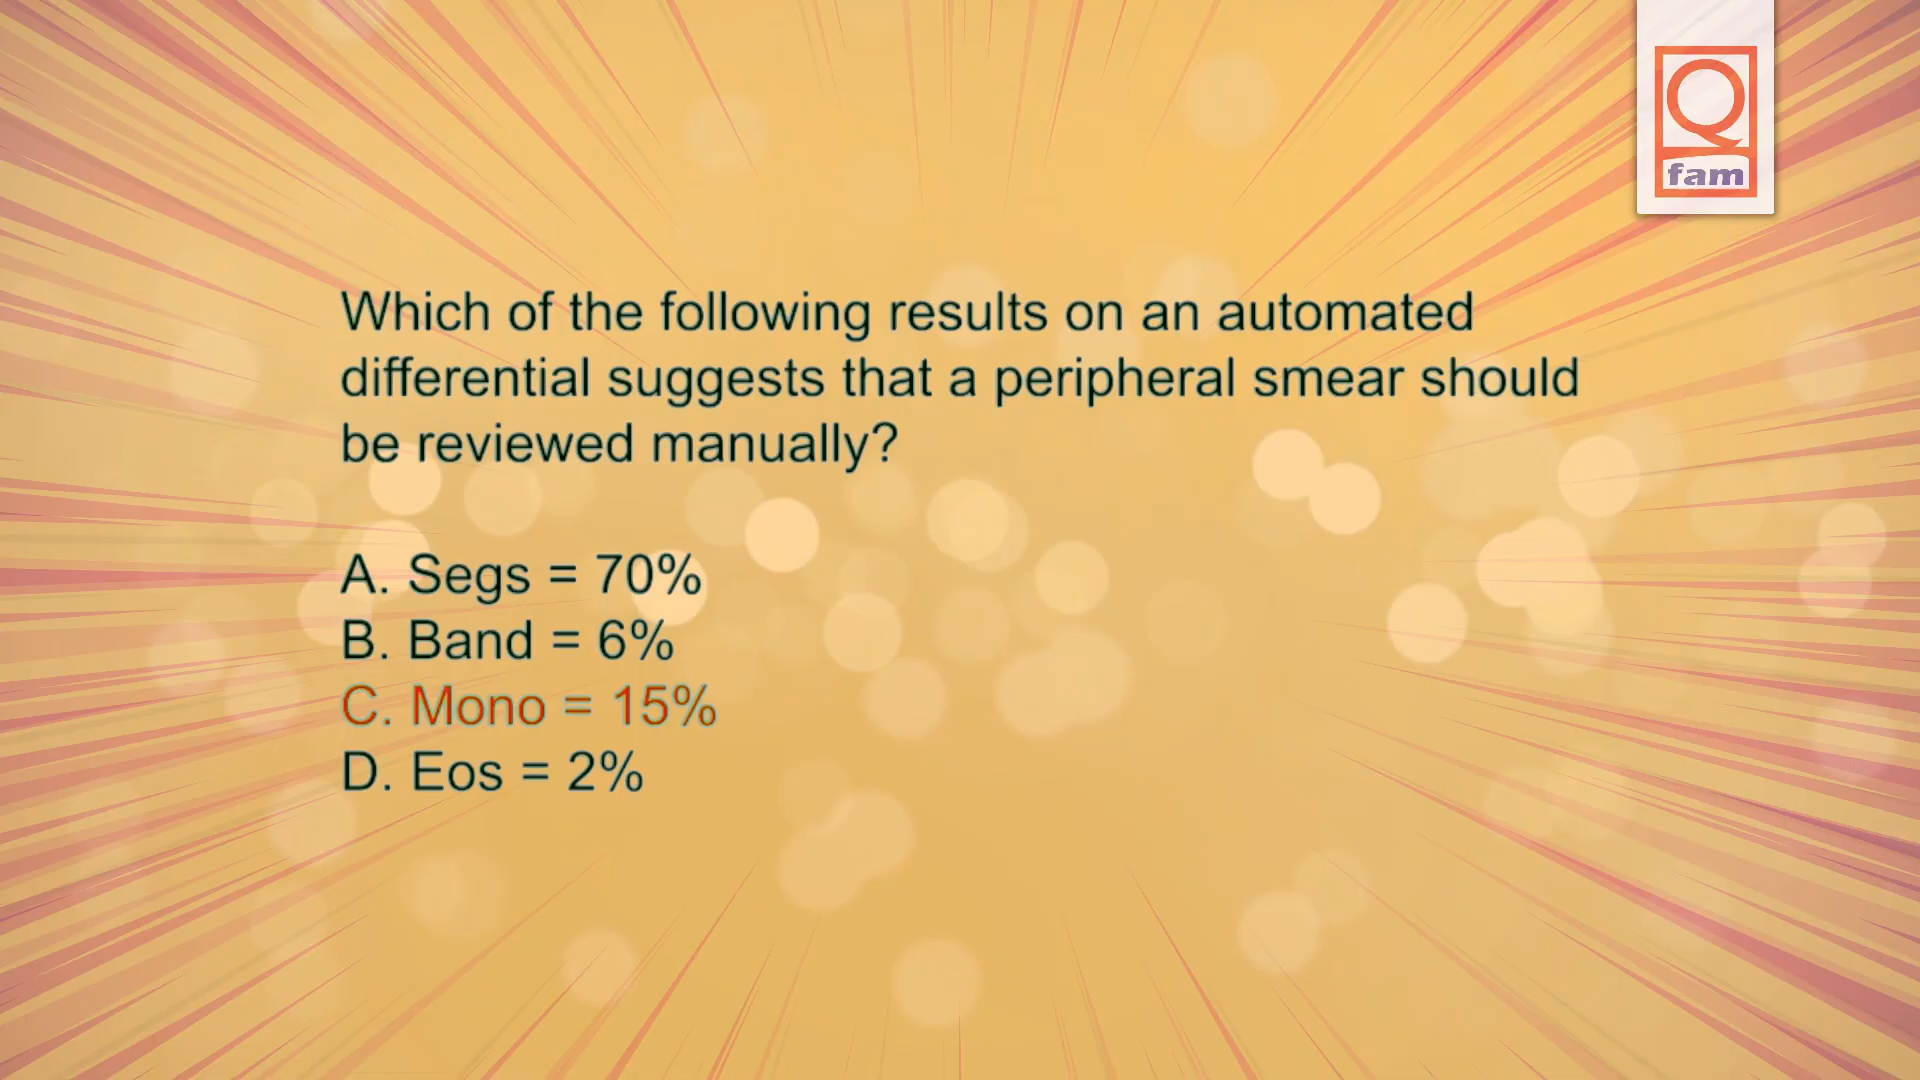 Q
fam
Which of the following results on an automated
differential suggests that a peripheral smear should
be reviewed manually?
A. Segs = 70%
B. Band = 6%
C. Mono = 15%
D. Eos = 2%